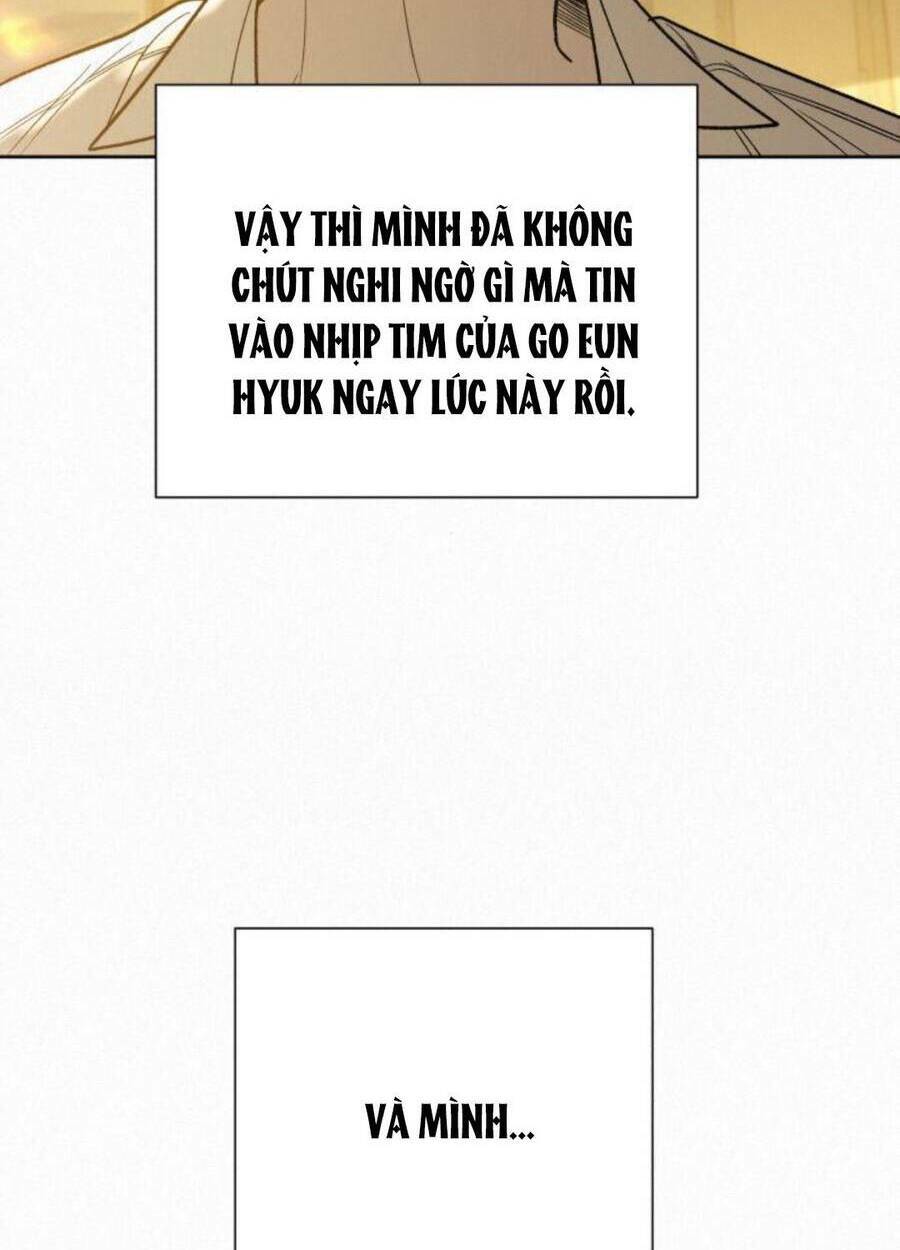 VẬY THÌ MÌNH ĐÃ KHÔNG
CHÚT NGHI NGỜ GÌ MÀ TIN
VÀO NHỊP TIM CỦA GO EUN
HYUK NGAY LÚC NÀY RỒI.
VÀ MÌNH...